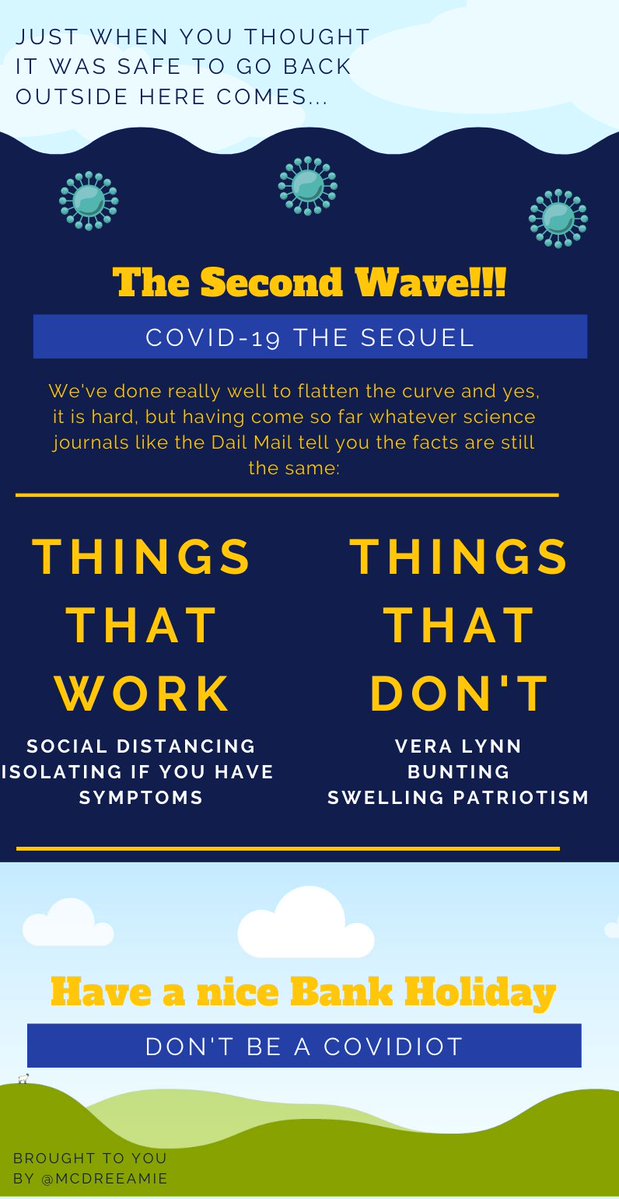 JUST WHEN YOU THOUGHT
IT WAS SAFE TO GO BACK
OUTSIDE HERE COMES...
The Second Wave!!!
COVID-19 THE SEQUEL
We've done really well to flatten the curve and yes,
it is hard, but having come so far whatever science
journals like the Dail Mail tell you the facts are still
the same:
THINGS
THAT
WORK
SOCIAL DISTANCING
ISOLATING IF YOU HAVE
SYMPTOMS
THINGS
THAT
DON'T
VERA LYNN
BUNTING
SWELLING PATRIOTISM
Have a nice Bank Holiday
DON'T BE A COVIDIOT
BROUGHT TO YOU
BY @MCDREEAMIE